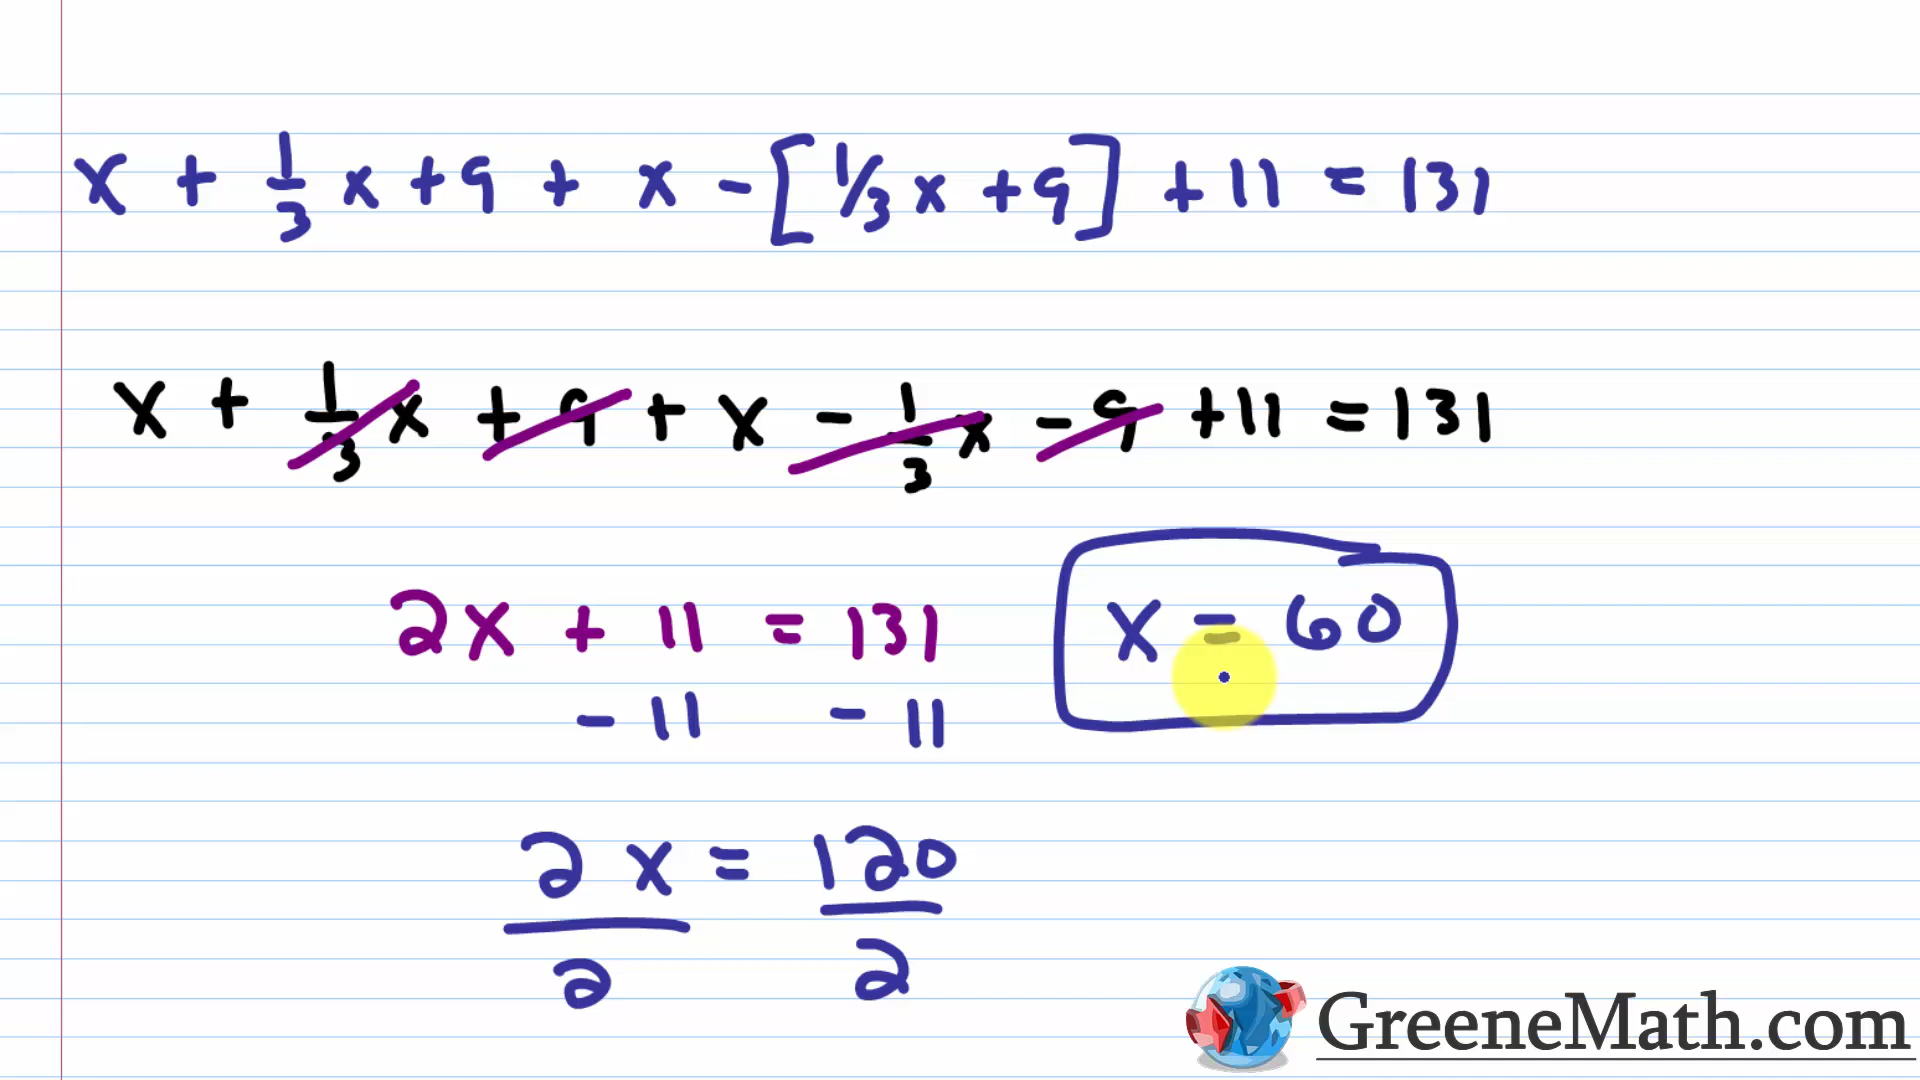 x + 1/3 x + 9 + x - [1/3 x + 9] + 11 = 131
x + 1/3 x + 9 + x - 1/3 x - 9 + 11 = 131
2x + 11 = 131
x = 60
- 11 - 11
2x = 120
2 2
GreeneMath.com